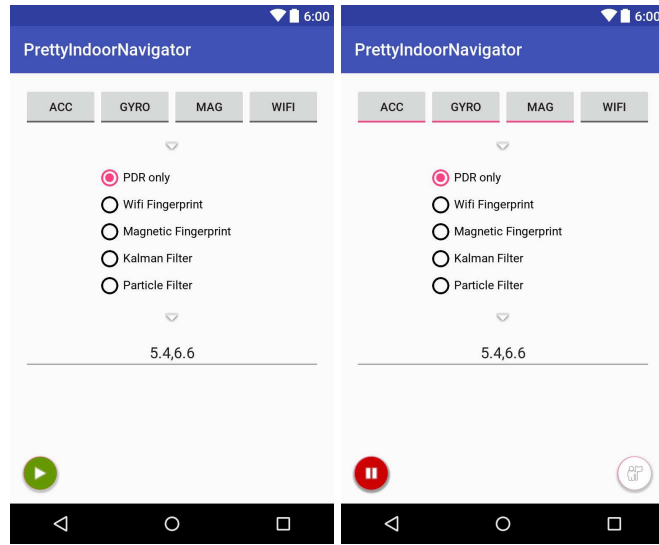 6:00
PrettyIndoorNavigator
ACC GYRO MAG WIFI
PDR only
Wifi Fingerprint
Magnetic Fingerprint
Kalman Filter
Particle Filter
5.4,6.6
6:00
PrettyIndoorNavigator
ACC GYRO MAG WIFI
PDR only
Wifi Fingerprint
Magnetic Fingerprint
Kalman Filter
Particle Filter
5.4,6.6